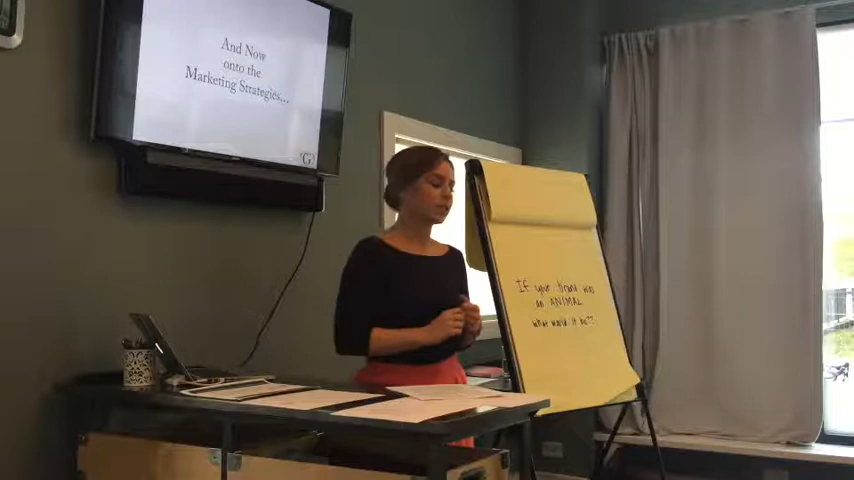 And Now
onto the
Marketing Strategies...
'G'
If your brand was
an ANIMAL
what would it be??